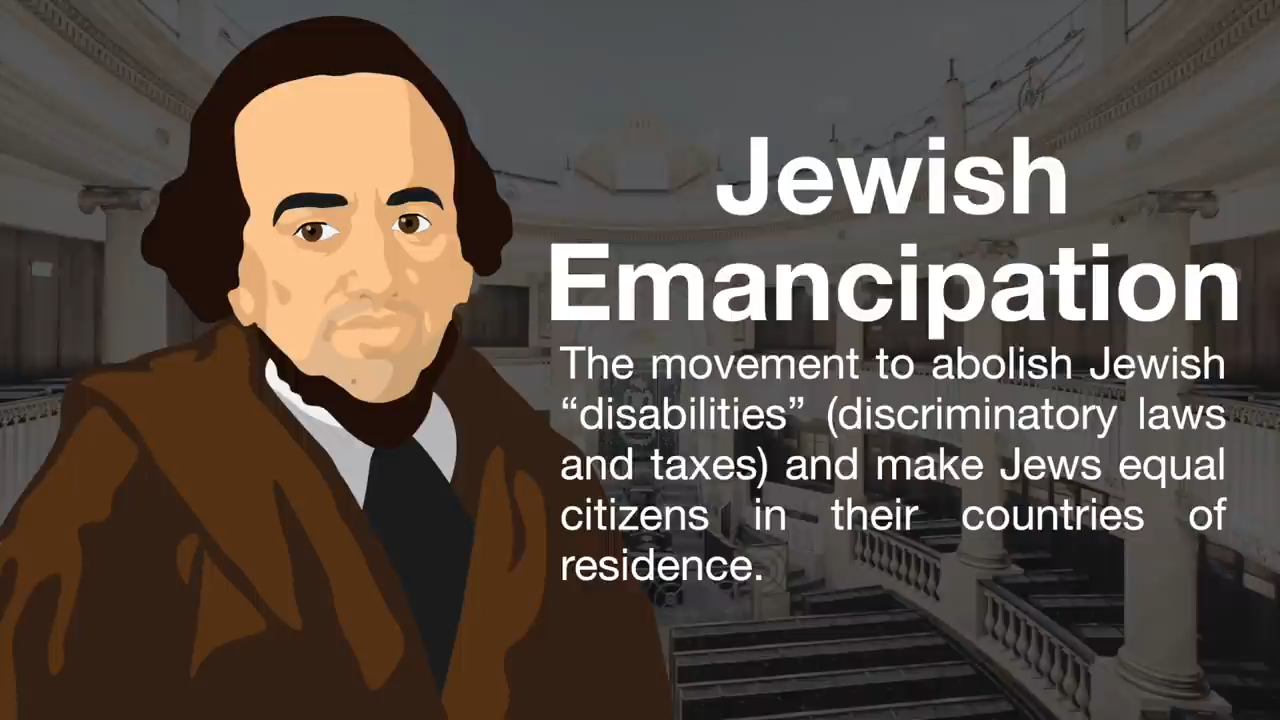 Jewish
Emancipation
The movement to abolish Jewish
“disabilities” (discriminatory laws
and taxes) and make Jews equal
citizens in their countries of
residence.